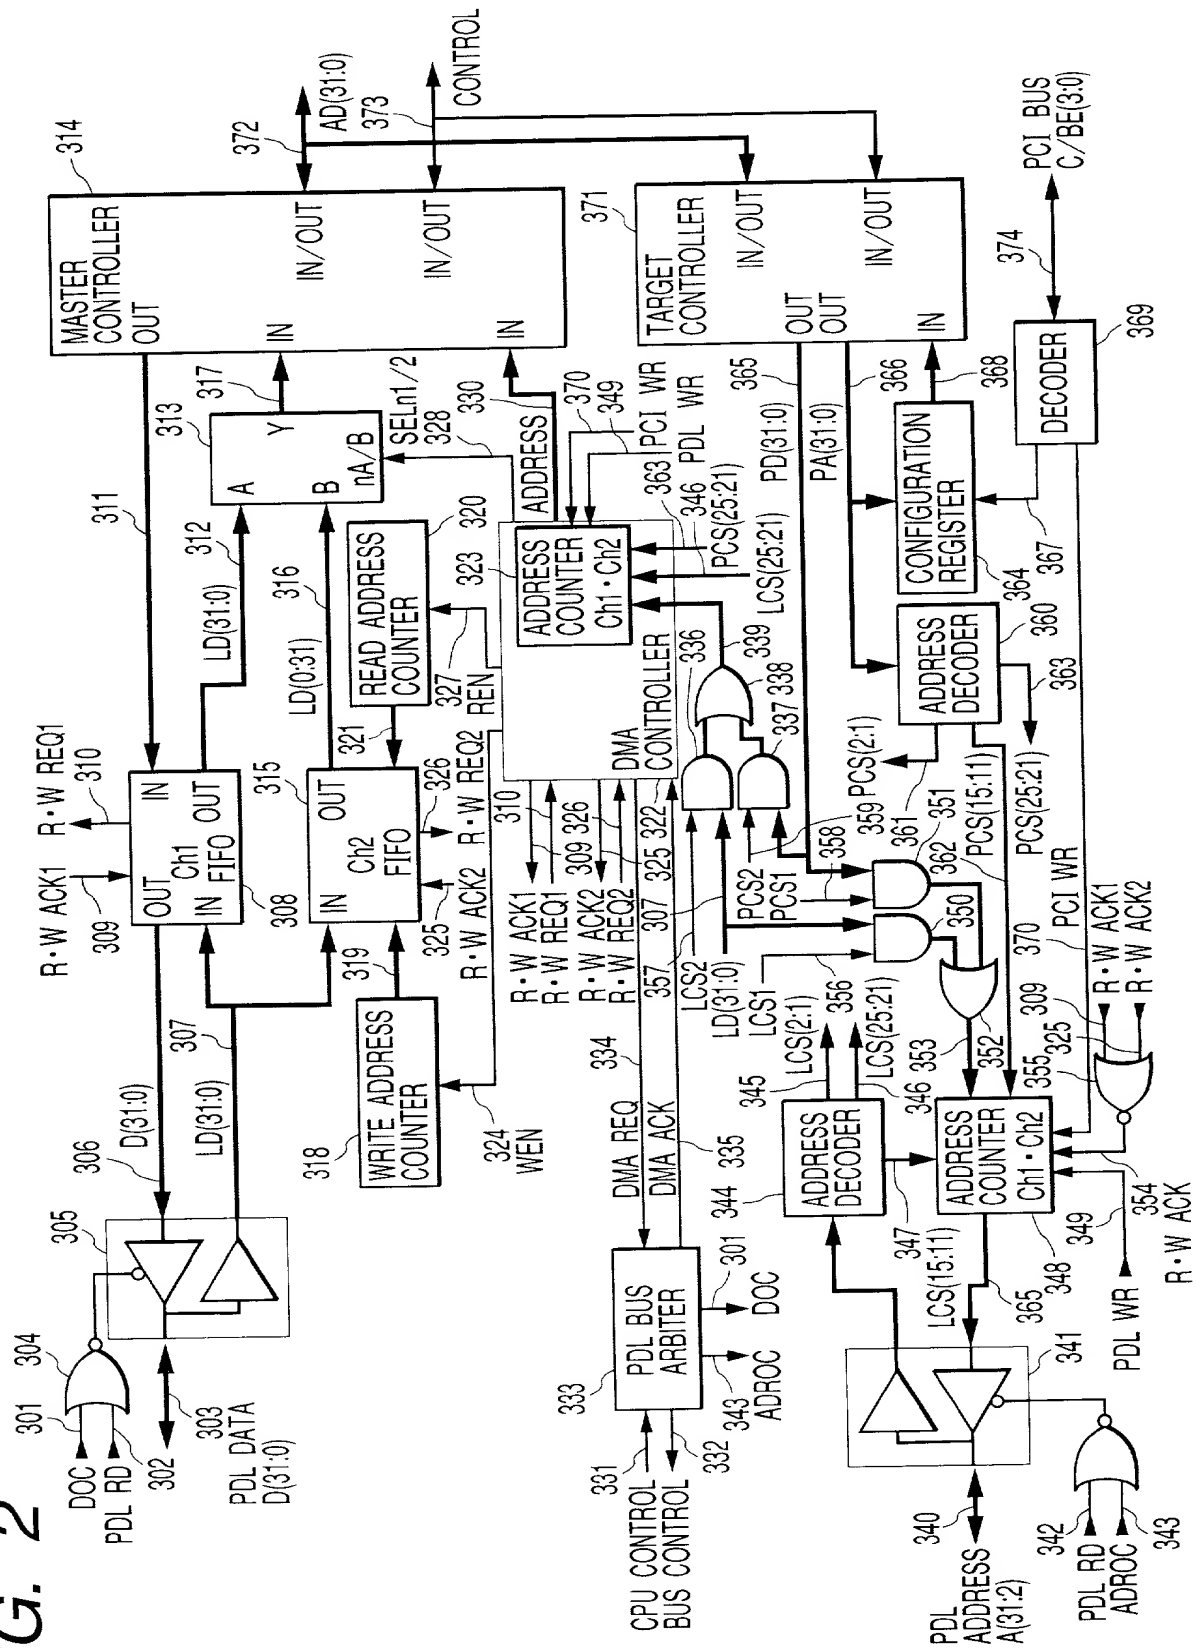 G. 2
DOC
301
PDL RD
302
304
303
PDL DATA
D(31:0)
305
306
D(31:0)
LD(31:0)
307
R·W ACK1
309
R·W REQ1
310
OUT
IN
Ch1
FIFO
IN
OUT
308
311
LD(31:0)
312
315
IN
OUT
Ch2
FIFO
319
325
R·W ACK2
326
R·W REQ2
321
LD(0:31)
316
318
WRITE ADDRESS
COUNTER
324
WEN
READ ADDRESS
COUNTER
320
327
REN
313
A
B
Y
nA/B
317
SELn1/2
328
314
MASTER
CONTROLLER
OUT
IN
IN/OUT
IN/OUT
IN
372
AD(31:0)
373
CONTROL
ADDRESS
330
323
ADDRESS
COUNTER
Ch1·Ch2
370
349
PCI WR
PDL WR
363
346
PCS(25:21)
LCS(25:21)
DMA
CONTROLLER
322
R·W ACK1
309
R·W REQ1
310
R·W ACK2
325
R·W REQ2
326
CPU CONTROL
331
BUS CONTROL
332
333
PDL BUS
ARBITER
DMA REQ
334
DMA ACK
335
301
DOC
343
ADROC
357
LCS2
307
LD(31:0)
LCS1
356
PCS2
359
PCS1
358
336
337
338
339
350
351
352
353
371
TARGET
CONTROLLER
OUT
OUT
IN
IN/OUT
IN/OUT
365
PD(31:0)
PA(31:0)
366
368
CONFIGURATION
REGISTER
364
367
ADDRESS
DECODER
360
PCS(2:1)
361
362
PCS(15:11)
363
PCS(25:21)
DECODER
369
374
PCI BUS
C/BE(3:0)
PCI WR
370
PDL
ADDRESS
A(31:2)
340
341
PDL RD
342
ADROC
343
344
ADDRESS
DECODER
345
LCS(2:1)
346
LCS(25:21)
347
LCS(15:11)
365
ADDRESS
COUNTER
Ch1·Ch2
348
PDL WR
349
354
R·W ACK
355
325
309
R·W ACK1
R·W ACK2